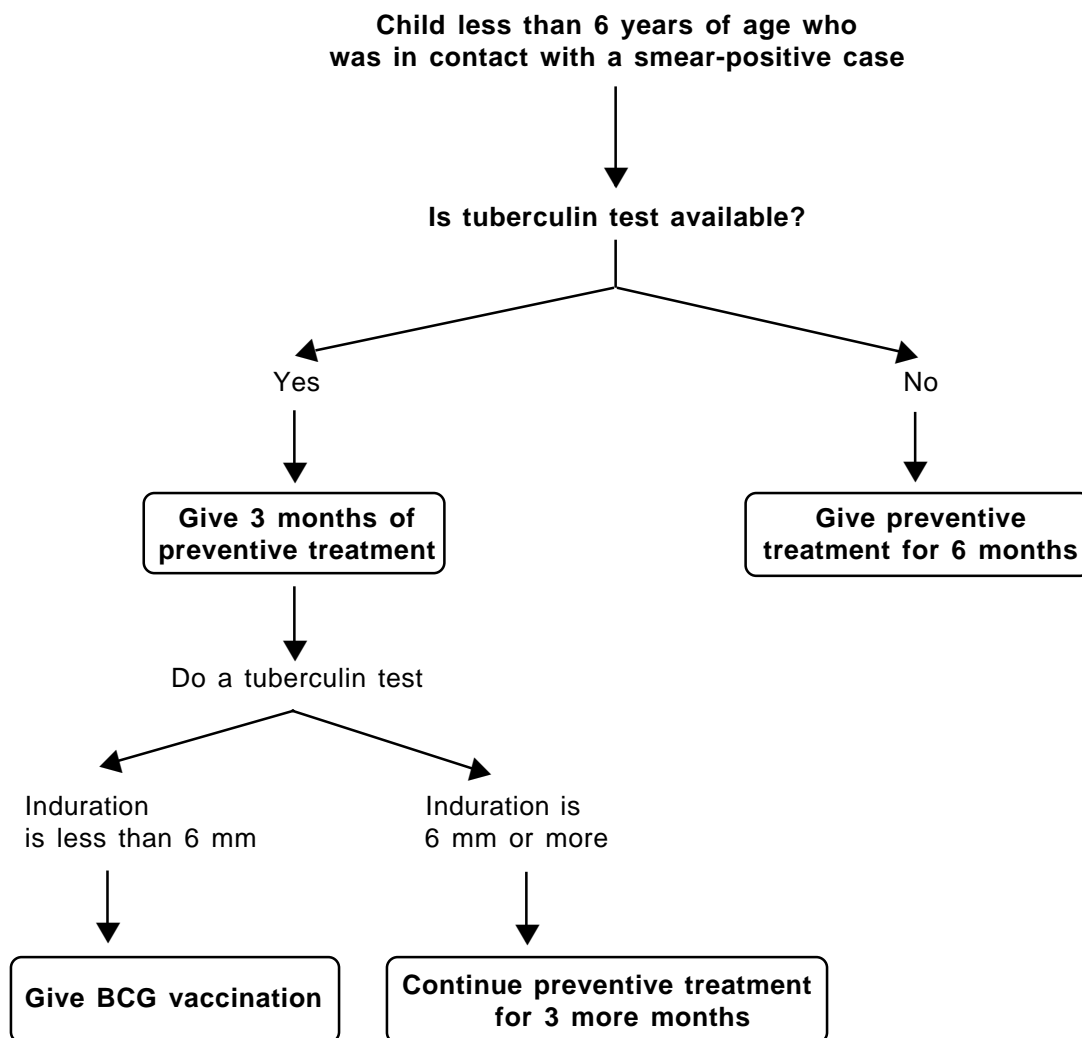 Child less than 6 years of age who
was in contact with a smear-positive case
Is tuberculin test available?
Yes
No
Give 3 months of
preventive treatment
Give preventive
treatment for 6 months
Do a tuberculin test
Induration
is less than 6 mm
Induration is
6 mm or more
Give BCG vaccination
Continue preventive treatment
for 3 more months